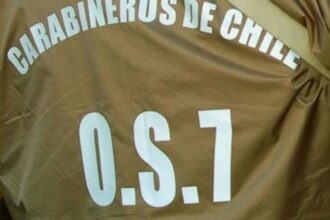 CARABINEROS DE CHILE
O.S.7